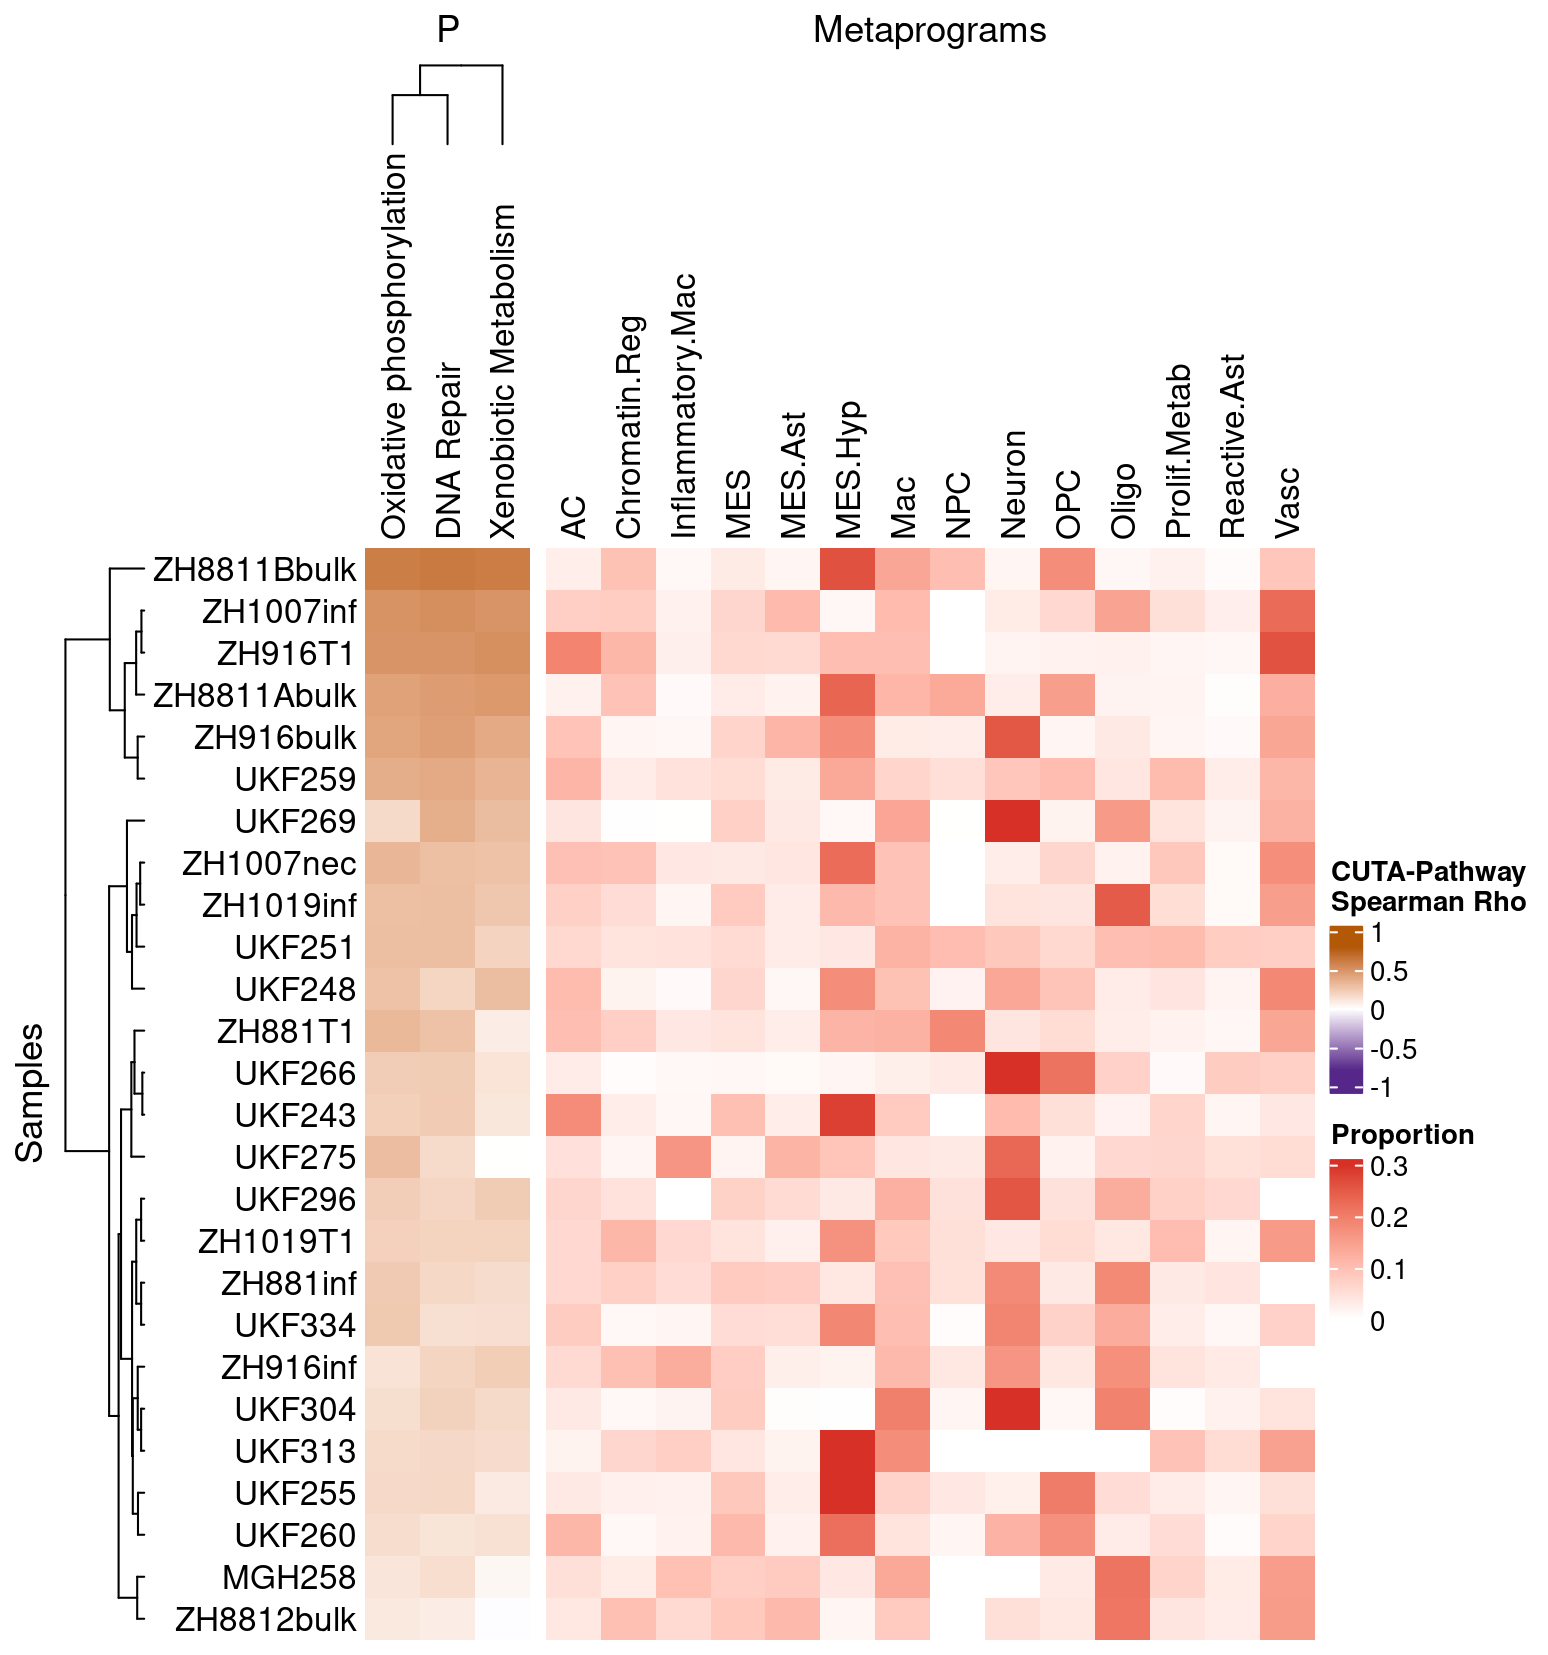 P
Metaprograms
Oxidative phosphorylation
DNA Repair
Xenobiotic Metabolism
AC
Chromatin.Reg
Inflammatory.Mac
MES
MES.Ast
MES.Hyp
Mac
NPC
Neuron
OPC
Oligo
Prolif.Metab
Reactive.Ast
Vasc
Samples
ZH8811Bbulk
ZH1007inf
ZH916T1
ZH8811Abulk
ZH916bulk
UKF259
UKF269
ZH1007nec
ZH1019inf
UKF251
UKF248
ZH881T1
UKF266
UKF243
UKF275
UKF296
ZH1019T1
ZH881inf
UKF334
ZH916inf
UKF304
UKF313
UKF255
UKF260
MGH258
ZH8812bulk
CUTA-Pathway
Spearman Rho
1
0.5
0
-0.5
-1
Proportion
0.3
0.2
0.1
0